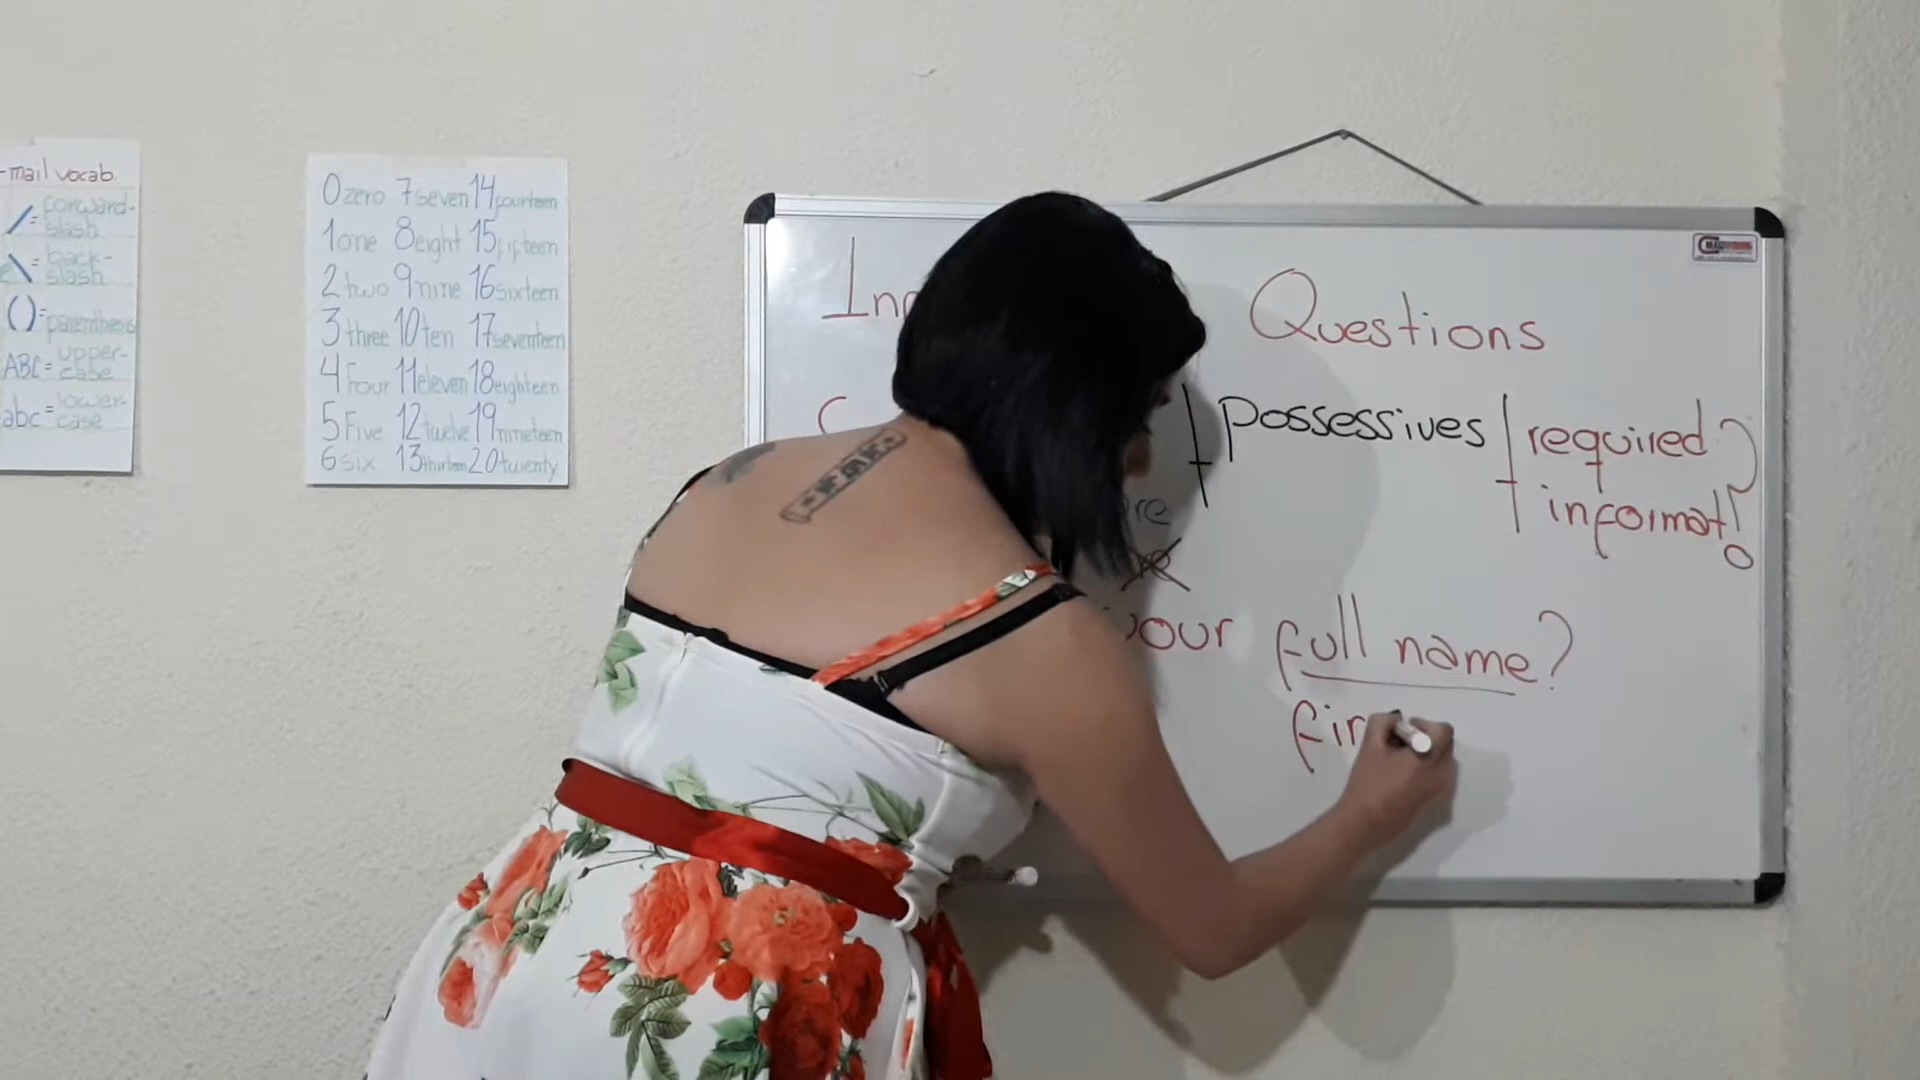 -mail vocab.
/ = forward-
slash
\ = back-
slash
() = parenthesis
ABC = upper-
case
abc = lower-
case
0 zero 7 seven 14 fourteen
1 one 8 eight 15 fifteen
2 two 9 nine 16 sixteen
3 three 10 ten 17 seventeen
4 Four 11 eleven 18 eighteen
5 Five 12 twelve 19 nineteen
6 six 13 thirteen 20 twenty
Questions
possessives required ?
informat
your full name?
fir